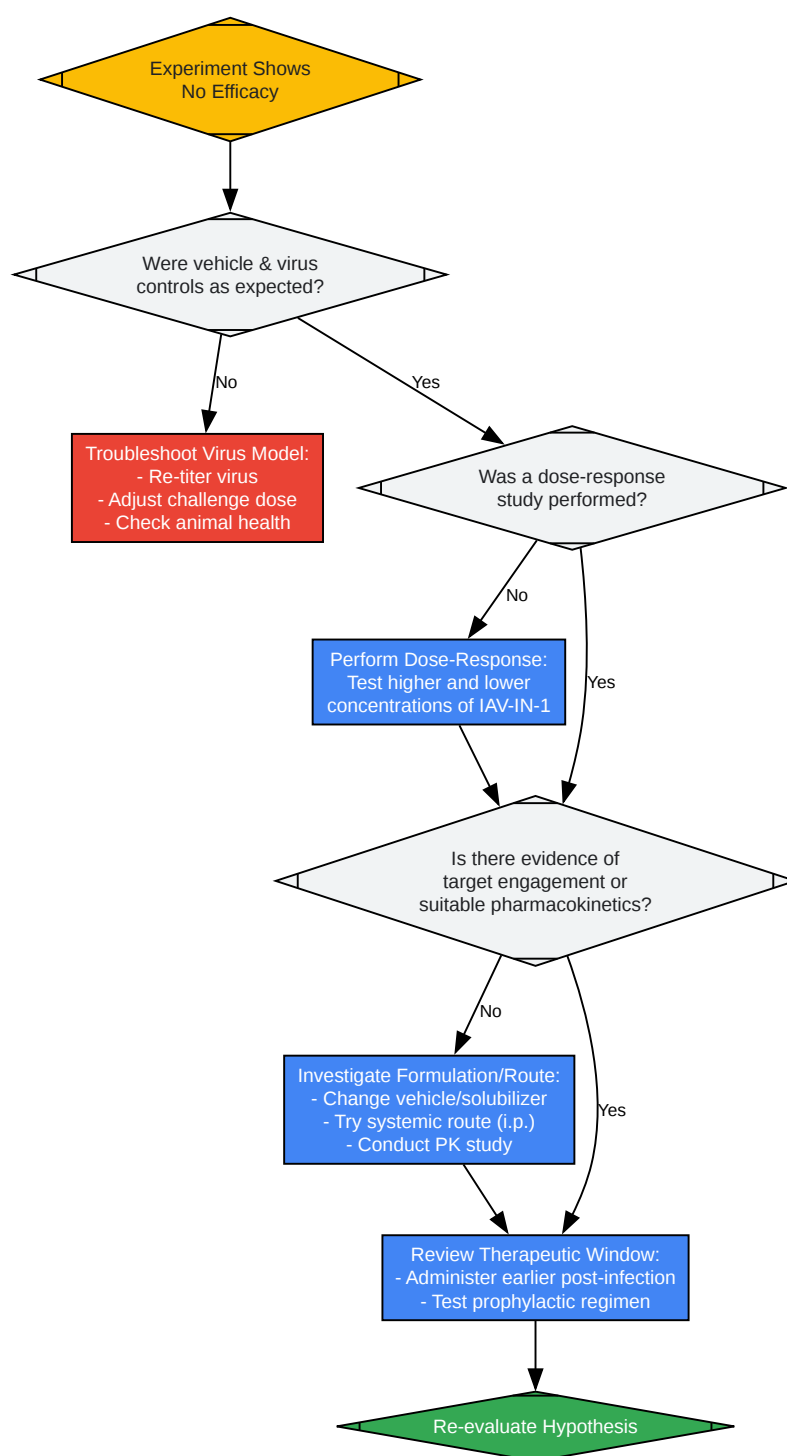 Experiment Shows
No Efficacy
Were vehicle & virus
controls as expected?
No
Yes
Troubleshoot Virus Model:
- Re-titer virus
- Adjust challenge dose
- Check animal health
Was a dose-response
study performed?
No
Perform Dose-Response:
Test higher and lower
concentrations of IAV-IN-1
Yes
Is there evidence of
target engagement or
suitable pharmacokinetics?
No
Investigate Formulation/Route:
- Change vehicle/solubilizer
- Try systemic route (i.p.)
- Conduct PK study
Yes
Review Therapeutic Window:
- Administer earlier post-infection
- Test prophylactic regimen
Re-evaluate Hypothesis